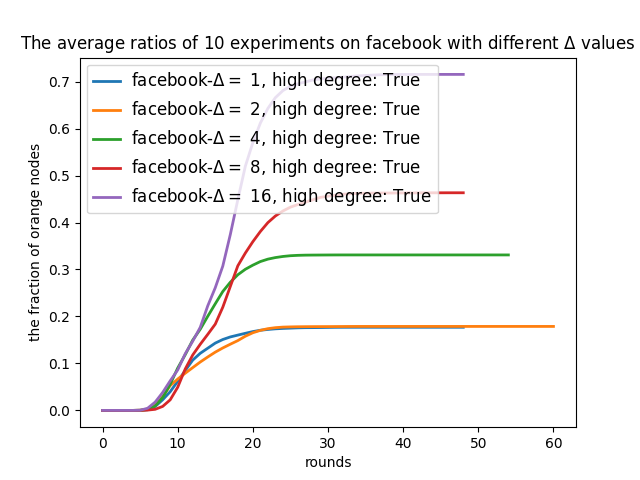 The average ratios of 10 experiments on facebook with different Δ values
facebook-Δ = 1, high degree: True
facebook-Δ = 2, high degree: True
facebook-Δ = 4, high degree: True
facebook-Δ = 8, high degree: True
facebook-Δ = 16, high degree: True
the fraction of orange nodes
0.7
0.6
0.5
0.4
0.3
0.2
0.1
0.0
0 10 20 30 40 50 60
rounds